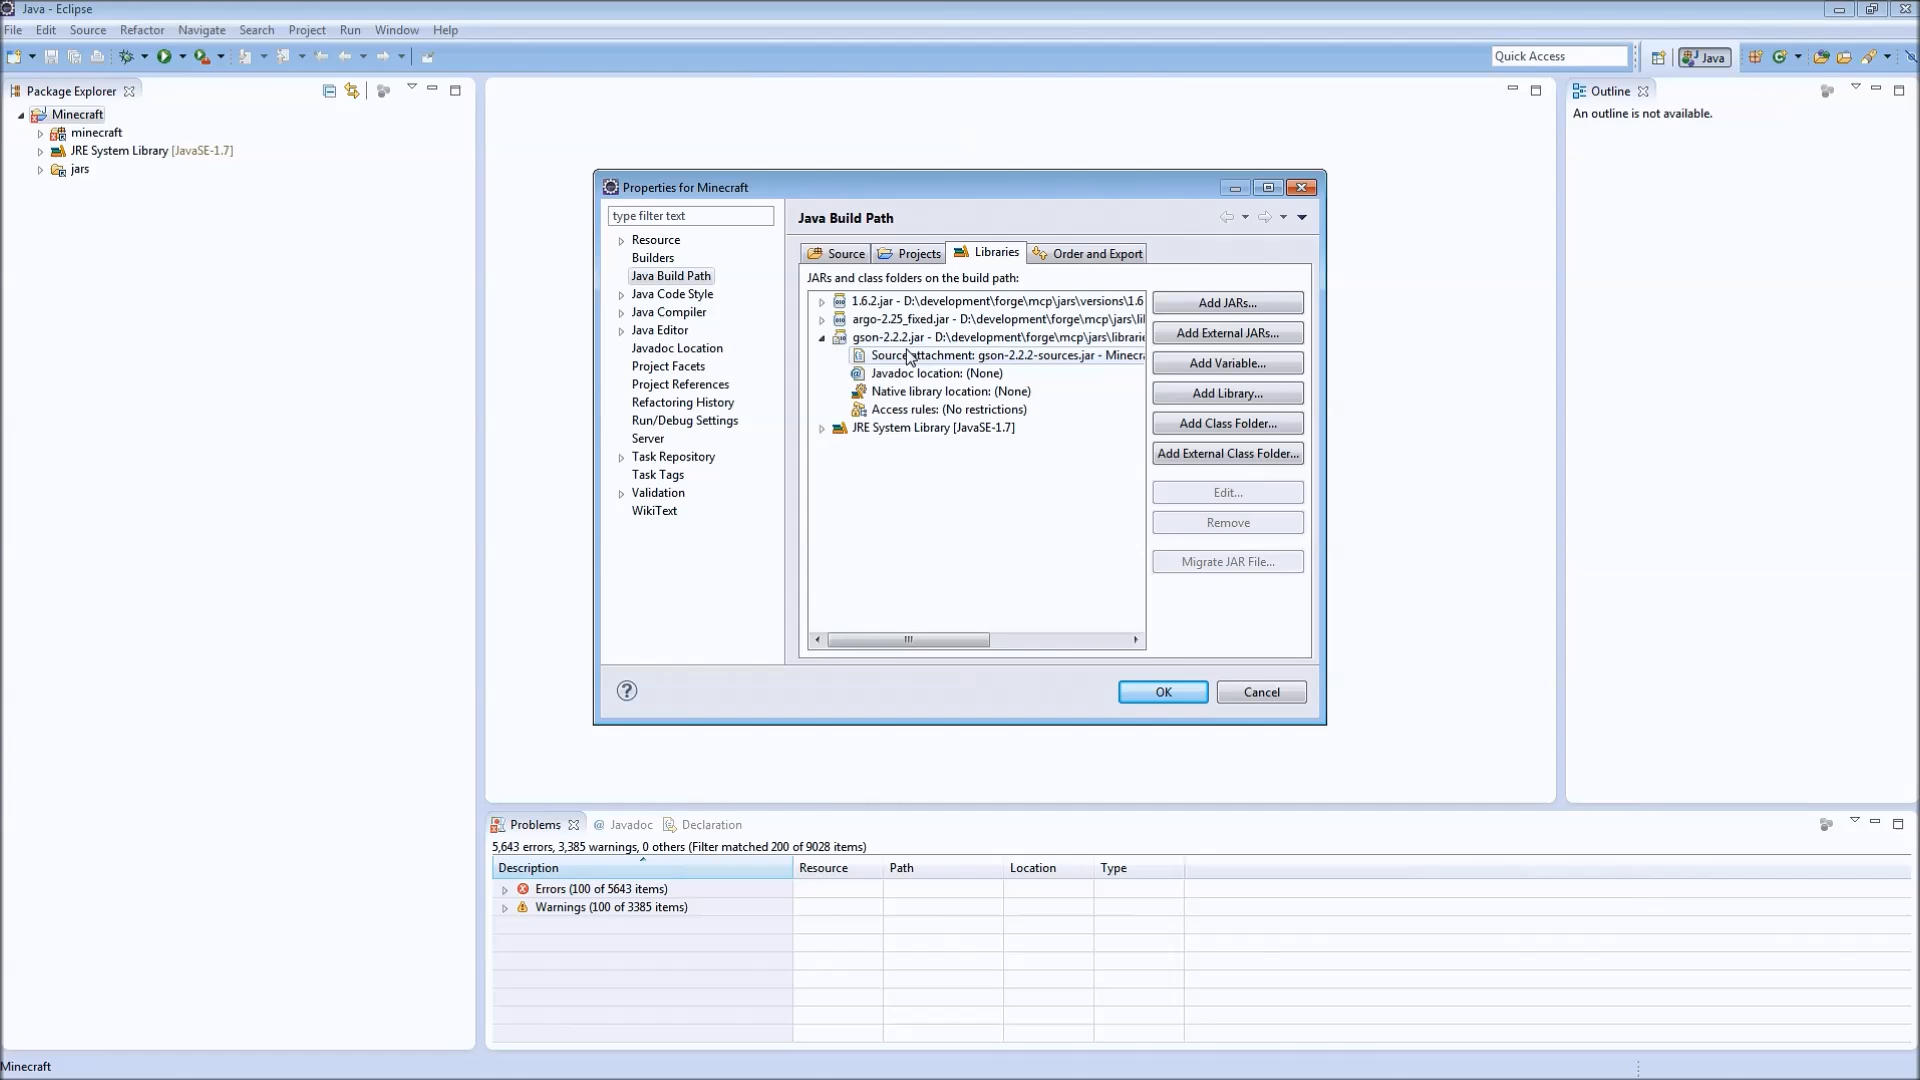 Java - Eclipse
File Edit Source Refactor Navigate Search Project Run Window Help
Quick Access
Java
Package Explorer
Minecraft
minecraft
JRE System Library [JavaSE-1.7]
jars
Outline
An outline is not available.
Properties for Minecraft
type filter text
Resource
Builders
Java Build Path
Java Code Style
Java Compiler
Java Editor
Javadoc Location
Project Facets
Project References
Refactoring History
Run/Debug Settings
Server
Task Repository
Task Tags
Validation
WikiText
Java Build Path
Source Projects Libraries Order and Export
JARs and class folders on the build path:
1.6.2.jar - D:\development\forge\mcp\jars\versions\1.6
argo-2.25_fixed.jar - D:\development\forge\mcp\jars\li
gson-2.2.2.jar - D:\development\forge\mcp\jars\librarie
Source attachment: gson-2.2.2-sources.jar - Minecra
Javadoc location: (None)
Native library location: (None)
Access rules: (No restrictions)
JRE System Library [JavaSE-1.7]
Add JARs...
Add External JARs...
Add Variable...
Add Library...
Add Class Folder...
Add External Class Folder...
Edit...
Remove
Migrate JAR File...
OK Cancel
Problems @ Javadoc Declaration
5,643 errors, 3,385 warnings, 0 others (Filter matched 200 of 9028 items)
Description Resource Path Location Type
Errors (100 of 5643 items)
Warnings (100 of 3385 items)
Minecraft